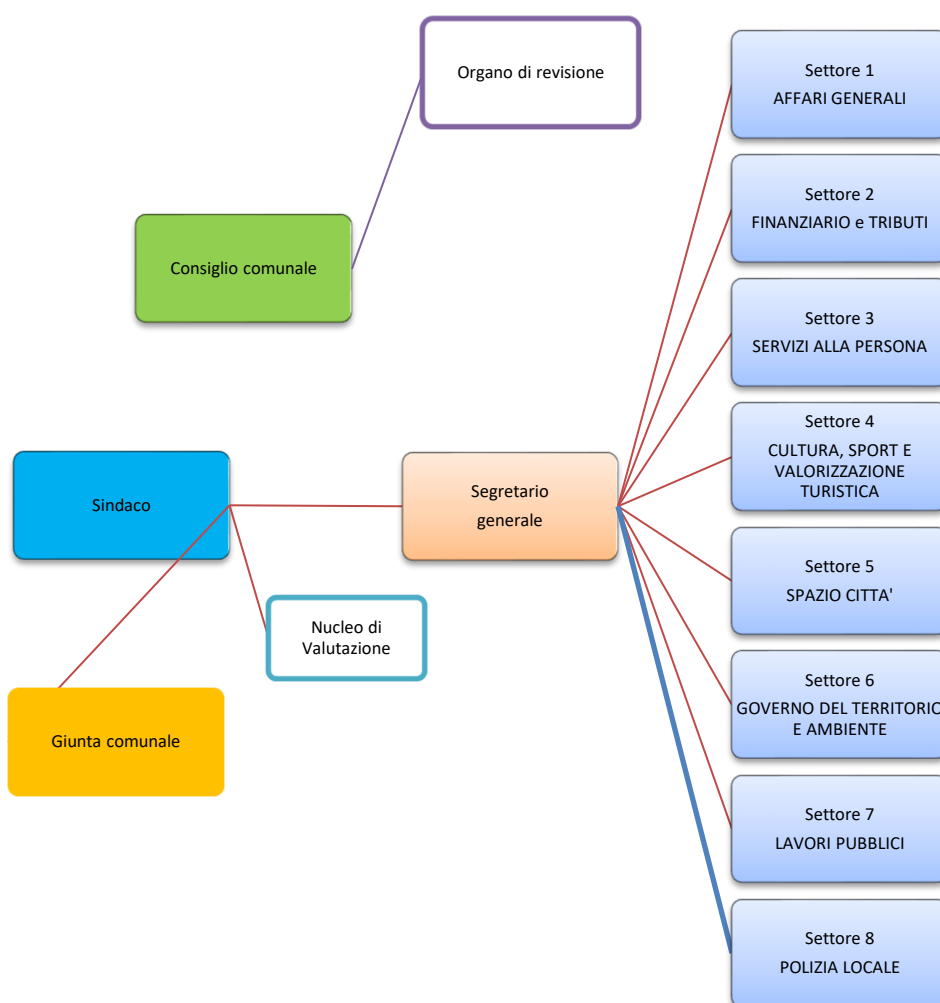 Organo di revisione
Consiglio comunale
Sindaco
Segretario
generale
Nucleo di
Valutazione
Giunta comunale
Settore 1
AFFARI GENERALI
Settore 2
FINANZIARIO e TRIBUTI
Settore 3
SERVIZI ALLA PERSONA
Settore 4
CULTURA, SPORT E
VALORIZZAZIONE
TURISTICA
Settore 5
SPAZIO CITTA'
Settore 6
GOVERNO DEL TERRITORIO
E AMBIENTE
Settore 7
LAVORI PUBBLICI
Settore 8
POLIZIA LOCALE